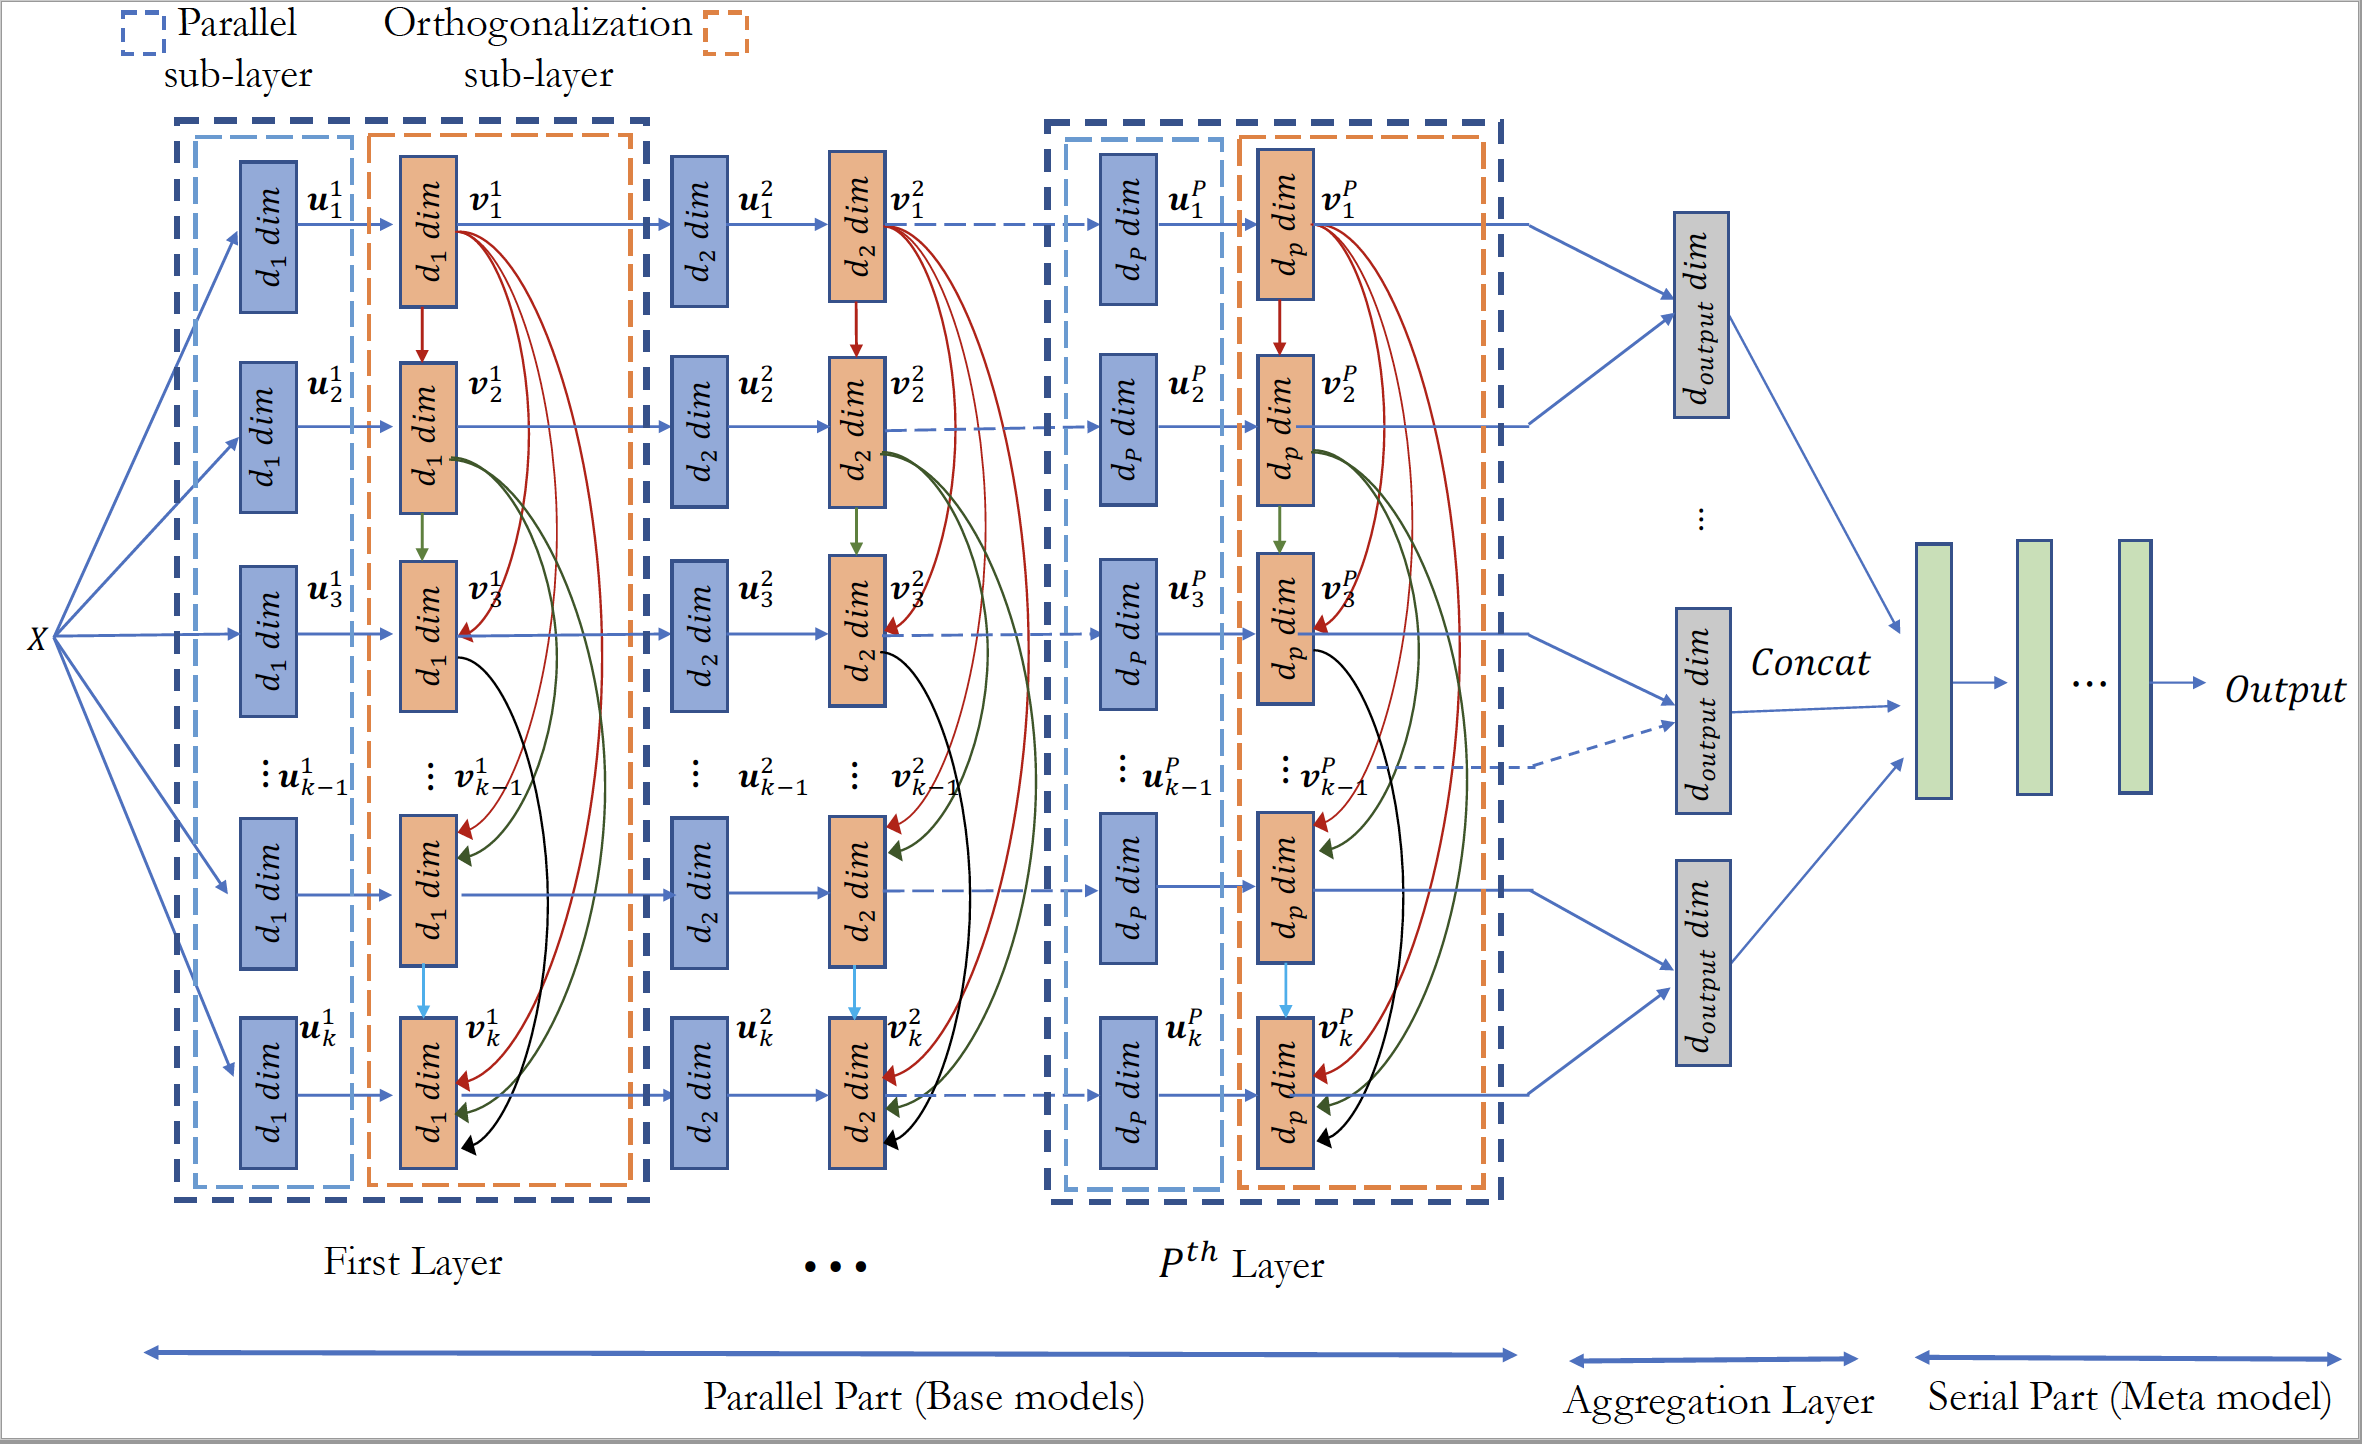 Parallel
sub-layer
Orthogonalization
sub-layer
X
d_1 dim
d_1 dim
d_1 dim
⋮
d_1 dim
d_1 dim
u_1^1
u_2^1
u_3^1
u_{k-1}^1
u_k^1
d_1 dim
d_1 dim
d_1 dim
⋮
d_1 dim
d_1 dim
v_1^1
v_2^1
v_3^1
v_{k-1}^1
v_k^1
d_2 dim
d_2 dim
d_2 dim
⋮
d_2 dim
d_2 dim
u_1^2
u_2^2
u_3^2
u_{k-1}^2
u_k^2
d_2 dim
d_2 dim
d_2 dim
⋮
d_2 dim
d_2 dim
v_1^2
v_2^2
v_3^2
v_{k-1}^2
v_k^2
d_P dim
d_P dim
d_P dim
⋮
d_P dim
d_P dim
u_1^P
u_2^P
u_3^P
u_{k-1}^P
u_k^P
d_p dim
d_p dim
d_p dim
⋮
d_p dim
d_p dim
v_1^P
v_2^P
v_3^P
v_{k-1}^P
v_k^P
d_{output} dim
⋮
d_{output} dim
d_{output} dim
Concat
...
Output
First Layer
...
P^{th} Layer
Parallel Part (Base models)
Aggregation Layer
Serial Part (Meta model)